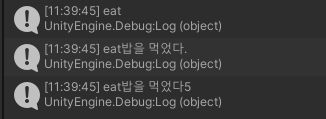 [11:39:45] eat
UnityEngine.Debug:Log (object)
[11:39:45] eat밥을 먹었다.
UnityEngine.Debug:Log (object)
[11:39:45] eat밥을 먹었다5
UnityEngine.Debug:Log (object)